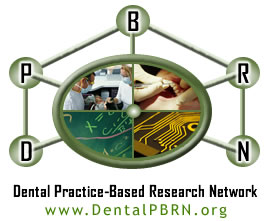 B
P R
D N
Dental Practice-Based Research Network
www.DentalPBRN.org